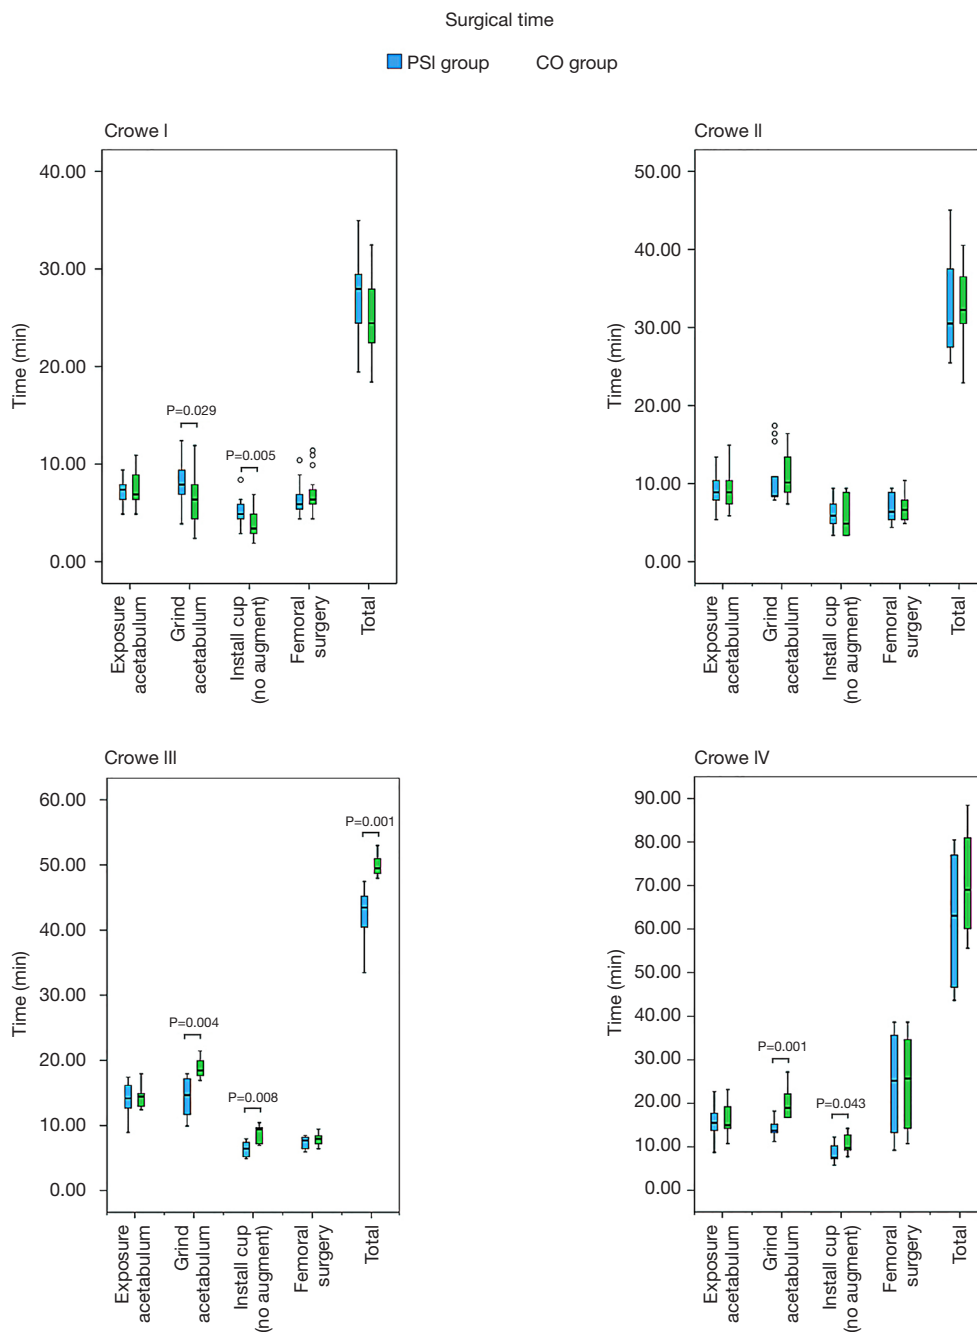 Surgical time
PSI group CO group
Crowe I
40.00
30.00
20.00
10.00
0.00
Time (min)
P=0.029
P=0.005
Exposure
acetabulum
Grind
acetabulum
Install cup
(no augment)
Femoral
surgery
Total
Crowe II
50.00
40.00
30.00
20.00
10.00
0.00
Time (min)
Exposure
acetabulum
Grind
acetabulum
Install cup
(no augment)
Femoral
surgery
Total
Crowe III
60.00
50.00
40.00
30.00
20.00
10.00
0.00
Time (min)
P=0.004
P=0.008
P=0.001
Exposure
acetabulum
Grind
acetabulum
Install cup
(no augment)
Femoral
surgery
Total
Crowe IV
90.00
80.00
70.00
60.00
50.00
40.00
30.00
20.00
10.00
0.00
Time (min)
P=0.001
P=0.043
Exposure
acetabulum
Grind
acetabulum
Install cup
(no augment)
Femoral
surgery
Total